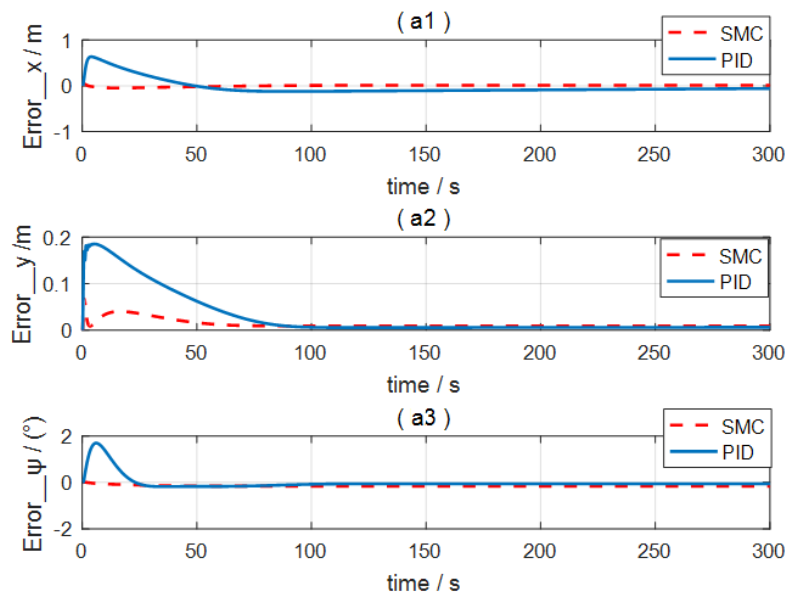 ( a1 )
Error__x / m
1
0
-1
SMC
PID
0 50 100 150 200 250 300
time / s
( a2 )
Error__y /m
0.2
0.1
0
SMC
PID
0 50 100 150 200 250 300
time / s
( a3 )
Error__ψ / (°)
2
0
-2
SMC
PID
0 50 100 150 200 250 300
time / s